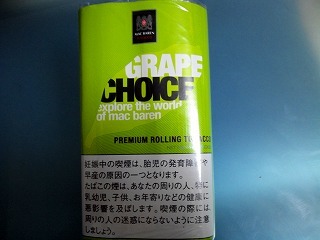 MAC BAREN
GRAPE
CHOICE
explore the world
of mac baren
PREMIUM ROLLING TOBACCO
妊娠中の喫煙は、胎児の発育障害や
早産の原因の一つとなります。
たばこの煙は、あなたの周りの人、特に
乳幼児、子供、お年寄りなどの健康に
悪影響を及ぼします。喫煙の際には
周りの人の迷惑にならないように注意
しましょう。